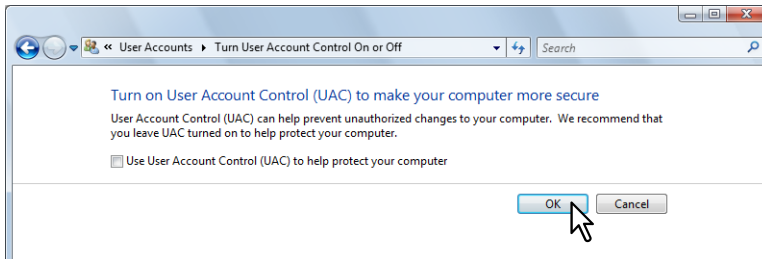 « User Accounts ▸ Turn User Account Control On or Off
Search
Turn on User Account Control (UAC) to make your computer more secure
User Account Control (UAC) can help prevent unauthorized changes to your computer. We recommend that
you leave UAC turned on to help protect your computer.
Use User Account Control (UAC) to help protect your computer
OK
Cancel